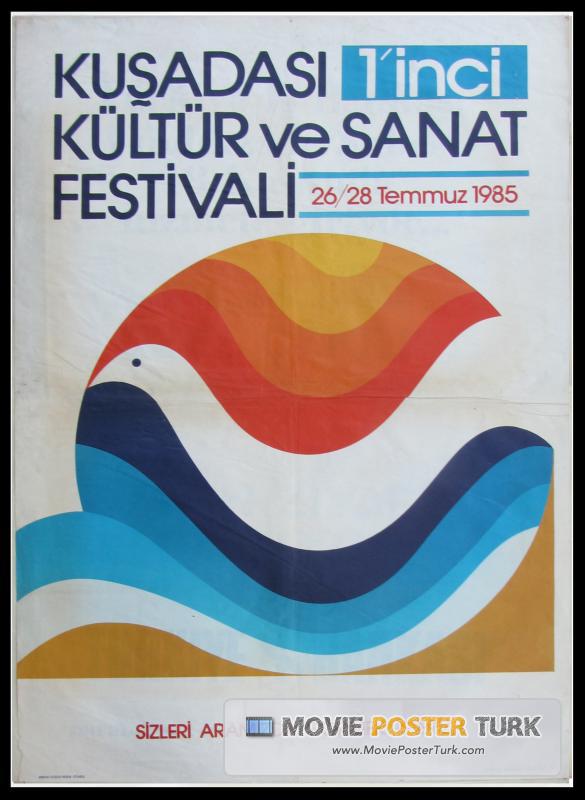 KUŞADASI 1'inci
KÜLTÜR ve SANAT
FESTİVALİ 26/28 Temmuz 1985
SİZLERİ
MOVIE POSTER TURK
www.MoviePosterTurk.com